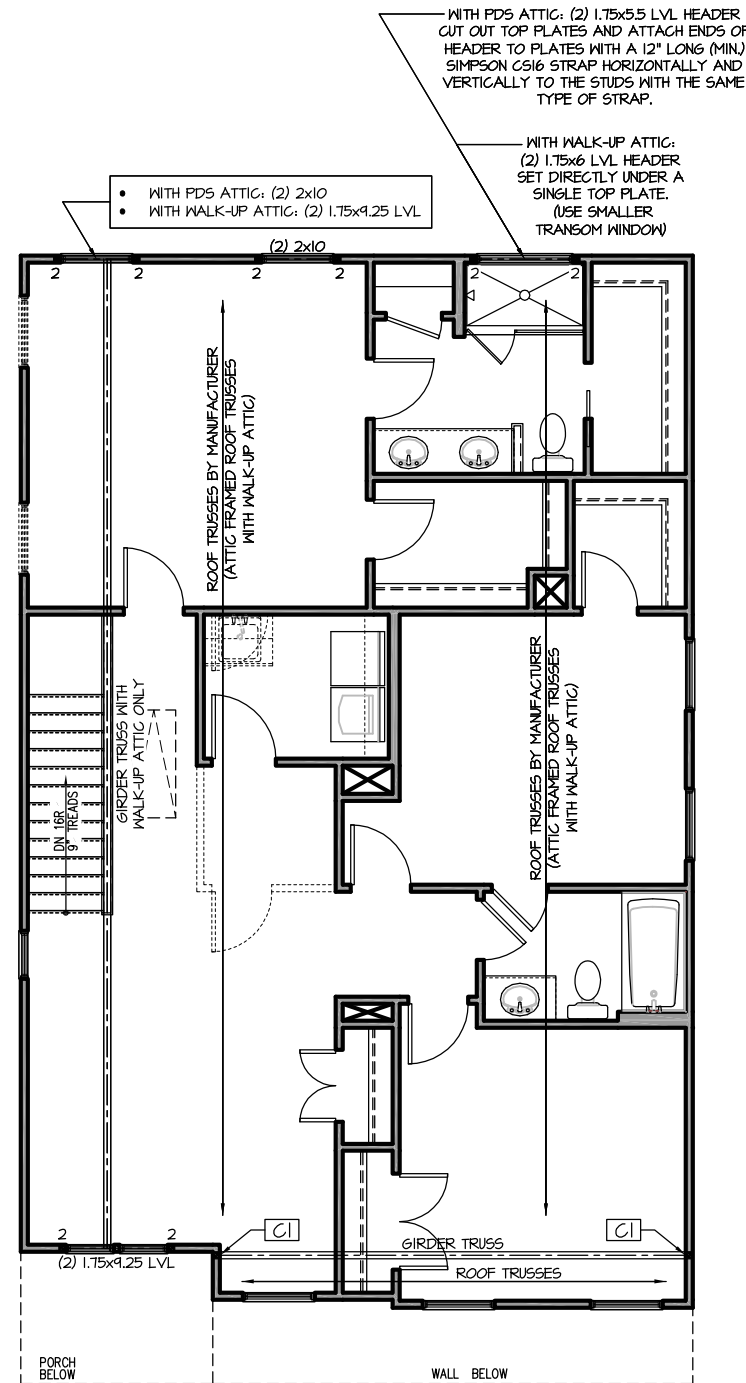 WITH PDS ATTIC: (2) 1.75x5.5 LVL HEADER
CUT OUT TOP PLATES AND ATTACH ENDS OF
HEADER TO PLATES WITH A 12" LONG (MIN.)
SIMPSON CS16 STRAP HORIZONTALLY AND
VERTICALLY TO THE STUDS WITH THE SAME
TYPE OF STRAP.
WITH WALK-UP ATTIC:
(2) 1.75x6 LVL HEADER
SET DIRECTLY UNDER A
SINGLE TOP PLATE.
(USE SMALLER
TRANSOM WINDOW)
• WITH PDS ATTIC: (2) 2x10
• WITH WALK-UP ATTIC: (2) 1.75x9.25 LVL
(2) 2x10
2 2 2 2 2 2
ROOF TRUSSES BY MANUFACTURER
(ATTIC FRAMED ROOF TRUSSES
WITH WALK-UP ATTIC)
GIRDER TRUSS WITH
WALK-UP ATTIC ONLY
DN 16R
9" TREADS
ROOF TRUSSES BY MANUFACTURER
(ATTIC FRAMED ROOF TRUSSES
WITH WALK-UP ATTIC)
2 2
(2) 1.75x9.25 LVL
C1
C1
GIRDER TRUSS
ROOF TRUSSES
PORCH
BELOW
WALL BELOW